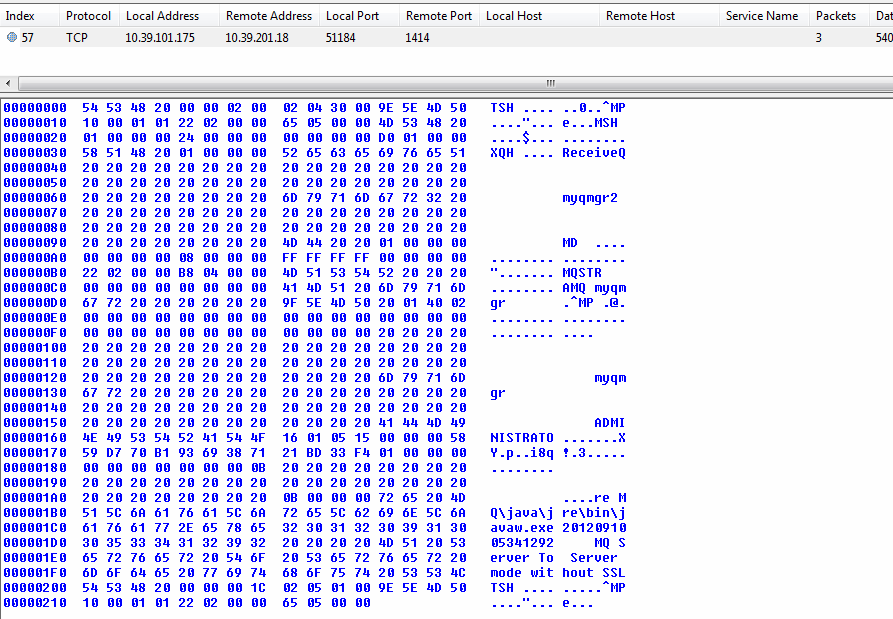 Index Protocol Local Address Remote Address Local Port Remote Port Local Host Remote Host Service Name Packets Dat
57 TCP 10.39.101.175 10.39.201.18 51184 1414 3 540
00000000 54 53 48 20 00 00 02 00 02 04 30 00 9E 5E 4D 50 TSH .... ..0..^MP
00000010 10 00 01 01 22 02 00 00 65 05 00 00 4D 53 48 20 ...."... e...MSH
00000020 01 00 00 00 24 00 00 00 00 00 00 00 D0 01 00 00 ....$... ........
00000030 58 51 48 20 01 00 00 00 52 65 63 65 69 76 65 51 XQH .... ReceiveQ
00000040 20 20 20 20 20 20 20 20 20 20 20 20 20 20 20 20
00000050 20 20 20 20 20 20 20 20 20 20 20 20 20 20 20 20
00000060 20 20 20 20 20 20 20 20 6D 79 71 6D 67 72 32 20 myqmgr2
00000070 20 20 20 20 20 20 20 20 20 20 20 20 20 20 20 20
00000080 20 20 20 20 20 20 20 20 20 20 20 20 20 20 20 20
00000090 20 20 20 20 20 20 20 20 4D 44 20 20 01 00 00 00 MD ....
000000A0 00 00 00 00 08 00 00 00 FF FF FF FF 00 00 00 00 ........ ........
000000B0 22 02 00 00 B8 04 00 00 4D 51 53 54 52 20 20 20 "....... MQSTR
000000C0 00 00 00 00 00 00 00 00 41 4D 51 20 6D 79 71 6D ........ AMQ myqm
000000D0 67 72 20 20 20 20 20 20 9F 5E 4D 50 20 01 40 02 gr .^MP .@.
000000E0 00 00 00 00 00 00 00 00 00 00 00 00 00 00 00 00 ........ ........
000000F0 00 00 00 00 00 00 00 00 00 00 00 00 20 20 20 20 ........ ....
00000100 20 20 20 20 20 20 20 20 20 20 20 20 20 20 20 20
00000110 20 20 20 20 20 20 20 20 20 20 20 20 20 20 20 20
00000120 20 20 20 20 20 20 20 20 20 20 20 20 6D 79 71 6D myqm
00000130 67 72 20 20 20 20 20 20 20 20 20 20 20 20 20 20 gr
00000140 20 20 20 20 20 20 20 20 20 20 20 20 20 20 20 20
00000150 20 20 20 20 20 20 20 20 20 20 20 20 41 44 4D 49 ADMI
00000160 4E 49 53 54 52 41 54 4F 16 01 05 15 00 00 00 58 NISTRATO .......X
00000170 59 D7 70 B1 93 69 38 71 21 BD 33 F4 01 00 00 00 Y.p..i8q !.3.....
00000180 00 00 00 00 00 00 00 0B 20 20 20 20 20 20 20 20 ........
00000190 20 20 20 20 20 20 20 20 20 20 20 20 20 20 20 20
000001A0 20 20 20 20 20 20 20 20 0B 00 00 00 72 65 20 4D ....re M
000001B0 51 5C 6A 61 76 61 5C 6A 72 65 5C 62 69 6E 5C 6A Q\java\j re\bin\j
000001C0 61 76 61 77 2E 65 78 65 32 30 31 32 30 39 31 30 avaw.exe 20120910
000001D0 30 35 33 34 31 32 39 32 20 20 20 20 4D 51 20 53 05341292 MQ S
000001E0 65 72 76 65 72 20 54 6F 20 53 65 72 76 65 72 20 erver To Server
000001F0 6D 6F 64 65 20 77 69 74 68 6F 75 74 20 53 53 4C mode wit hout SSL
00000200 54 53 48 20 00 00 00 1C 02 05 01 00 9E 5E 4D 50 TSH .... .....^MP
00000210 10 00 01 01 22 02 00 00 65 05 00 00 ...."... e...